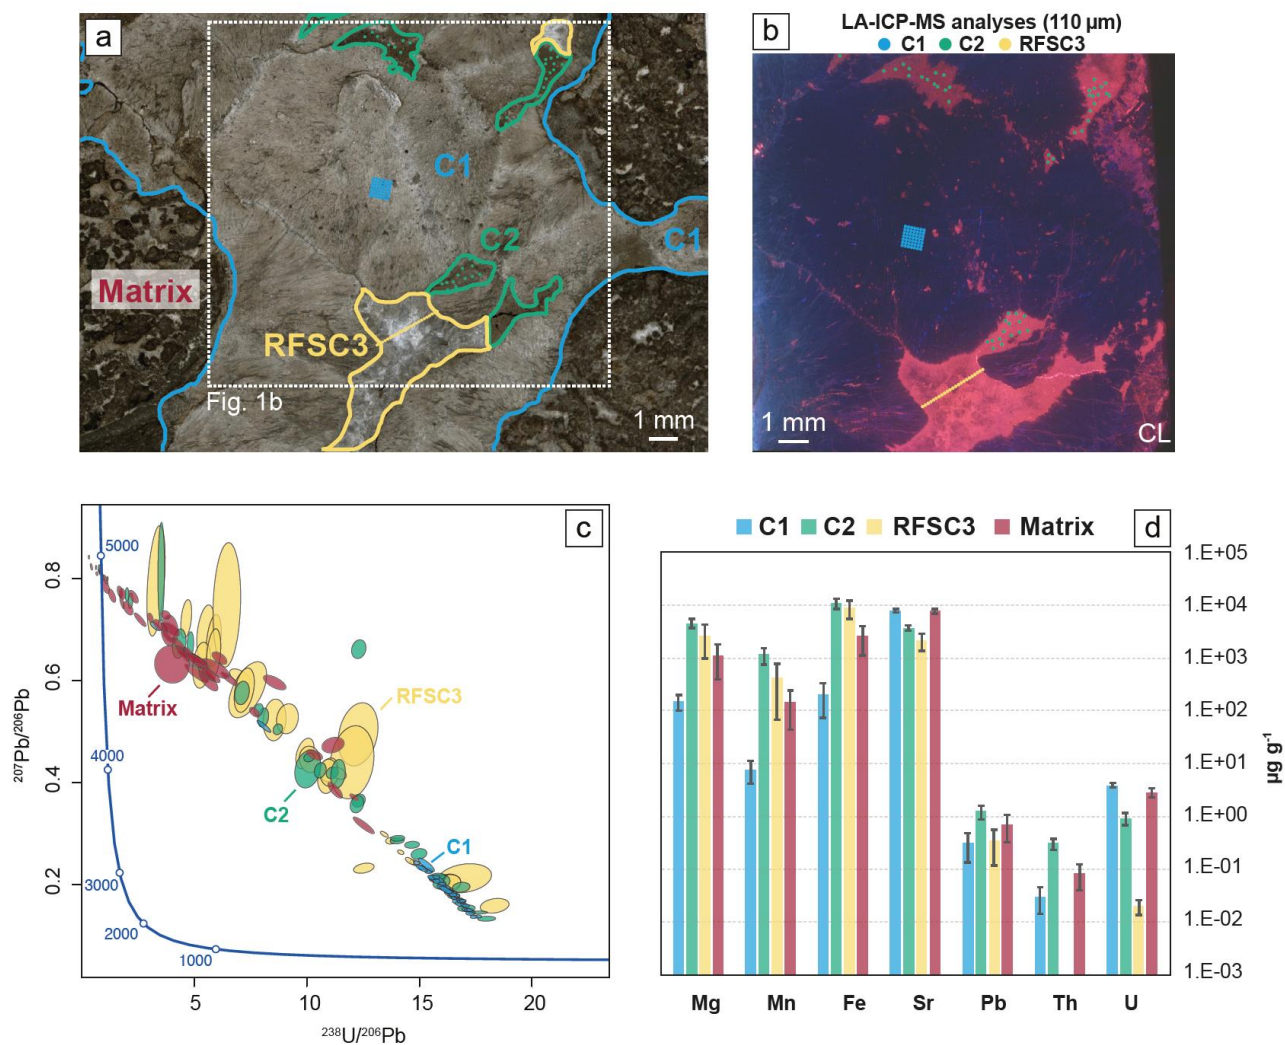 a
C1
C2
C1
Matrix
RFSC3
Fig. 1b
1 mm
b
LA-ICP-MS analyses (110 µm)
C1 C2 RFSC3
1 mm
CL
c
5000
4000
3000
2000
1000
Matrix
RFSC3
C2
C1
0.8
0.6
0.4
0.2
²⁰⁷Pb/²⁰⁶Pb
5 10 15 20
²³⁸U/²⁰⁶Pb
C1 C2 RFSC3 Matrix
d
1.E+05
1.E+04
1.E+03
1.E+02
1.E+01
1.E+00
1.E-01
1.E-02
1.E-03
µg g⁻¹
Mg Mn Fe Sr Pb Th U